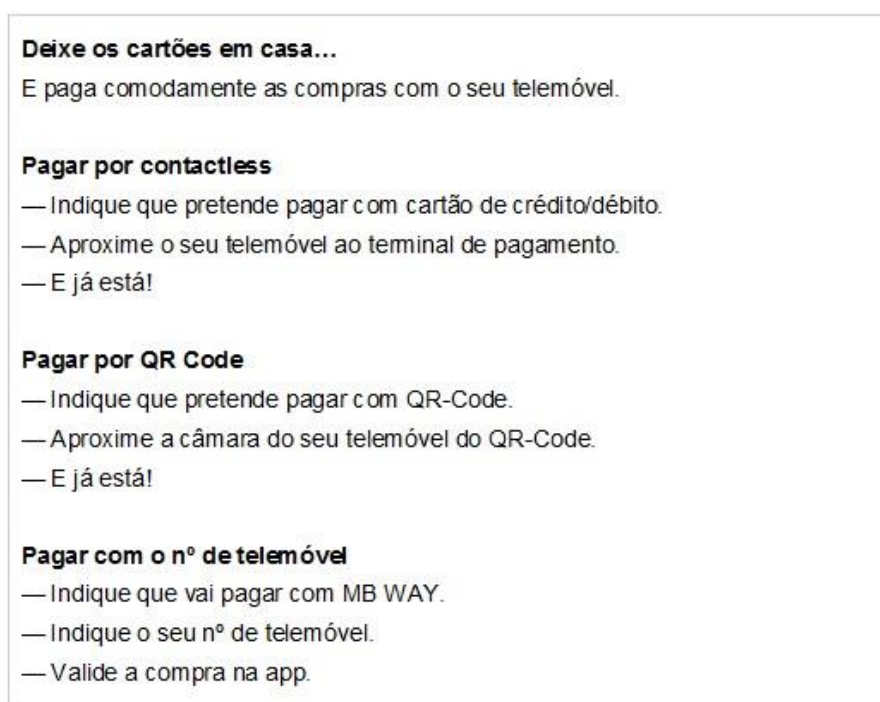 Deixe os cartões em casa…
E paga comodamente as compras com o seu telemóvel.
Pagar por contactless
— Indique que pretende pagar com cartão de crédito/débito.
— Aproxime o seu telemóvel ao terminal de pagamento.
— E já está!
Pagar por QR Code
— Indique que pretende pagar com QR-Code.
— Aproxime a câmara do seu telemóvel do QR-Code.
— E já está!
Pagar com o nº de telemóvel
— Indique que vai pagar com MB WAY.
— Indique o seu nº de telemóvel.
— Valide a compra na app.